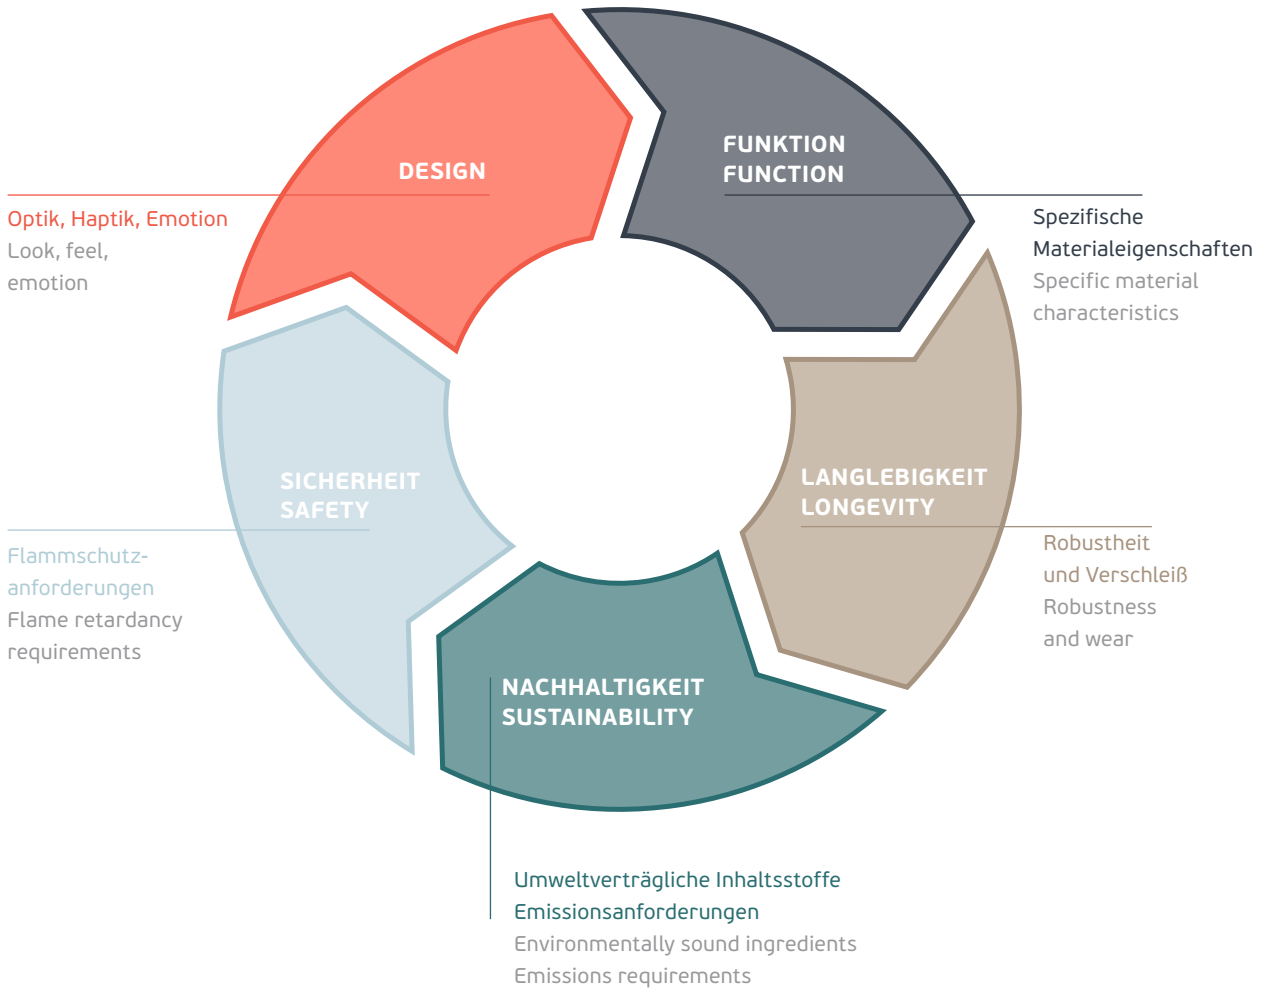 DESIGN
Optik, Haptik, Emotion
Look, feel,
emotion
FUNKTION
FUNCTION
Spezifische
Materialeigenschaften
Specific material
characteristics
LANGLEBIGKEIT
LONGEVITY
Robustheit
und Verschleiß
Robustness
and wear
NACHHALTIGKEIT
SUSTAINABILITY
Umweltverträgliche Inhaltsstoffe
Emissionsanforderungen
Environmentally sound ingredients
Emissions requirements
SICHERHEIT
SAFETY
Flammschutz-
anforderungen
Flame retardancy
requirements